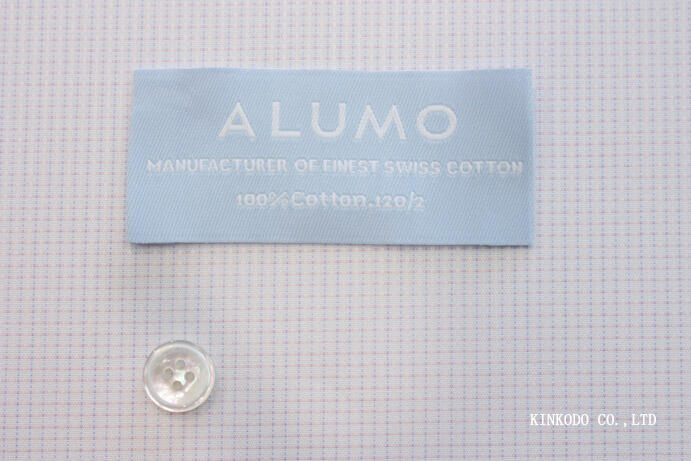 ALUMO
MANUFACTURER OF FINEST SWISS COTTON
100%Cotton.120/2
KINKODO CO.,LTD